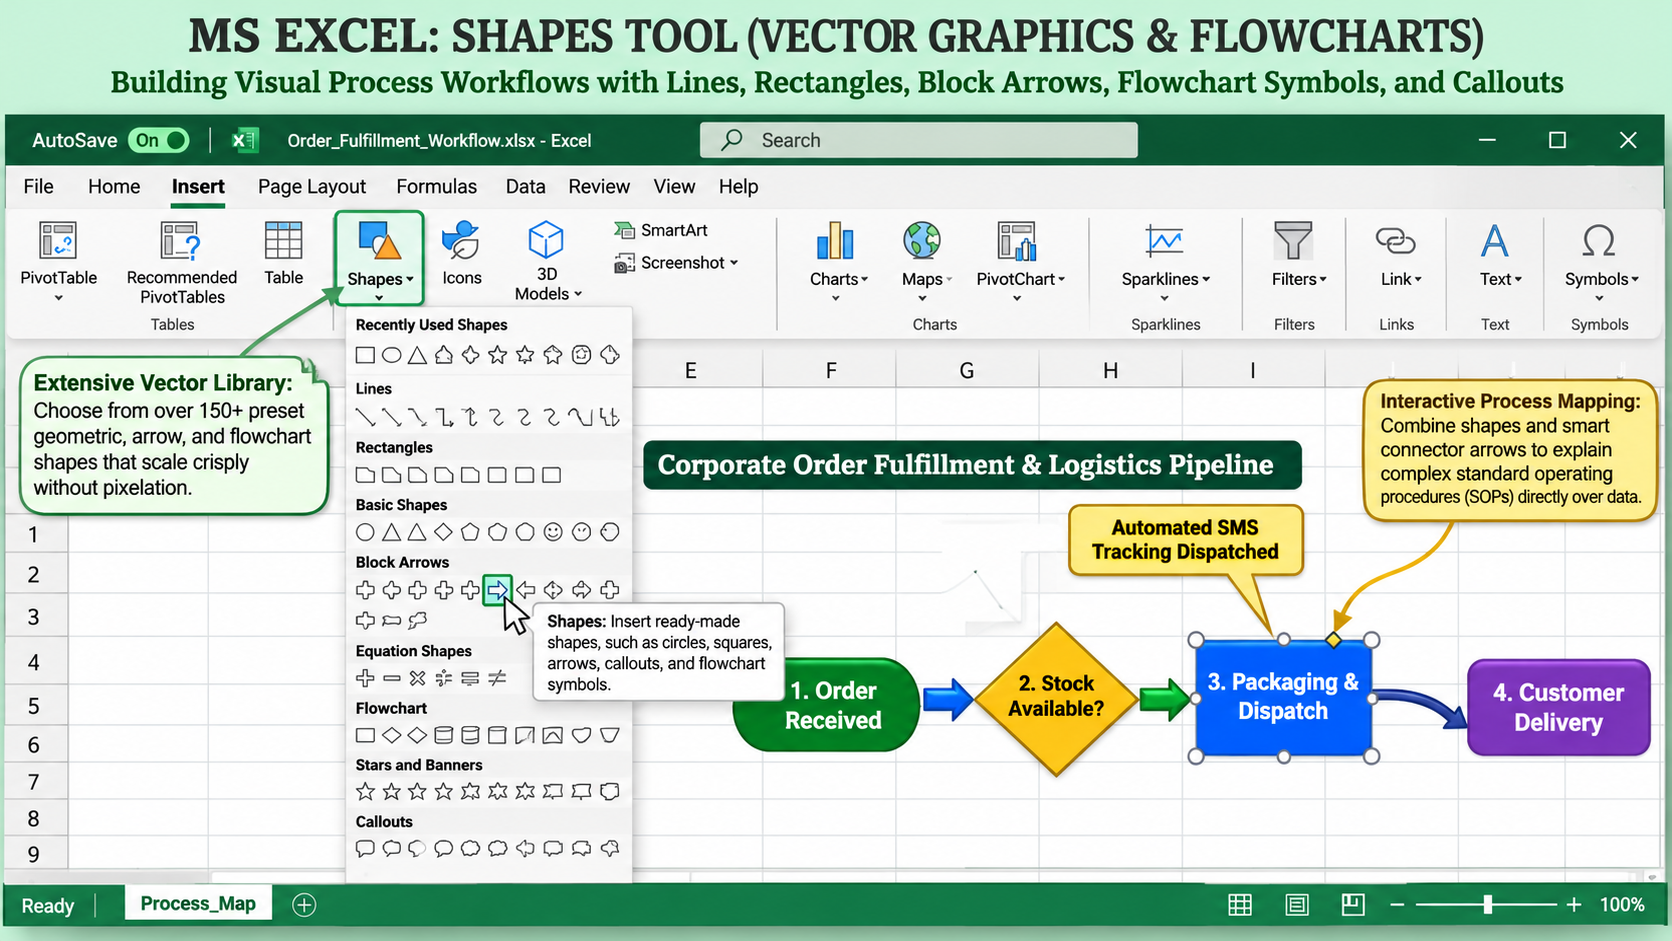 MS EXCEL: SHAPES TOOL (VECTOR GRAPHICS & FLOWCHARTS)
Building Visual Process Workflows with Lines, Rectangles, Block Arrows, Flowchart Symbols, and Callouts
AutoSave On
Order_Fulfillment_Workflow.xlsx - Excel
Search
File Home Insert Page Layout Formulas Data Review View Help
PivotTable
Recommended
PivotTables
Table
Tables
Shapes
Icons
3D
Models
SmartArt
Screenshot
Charts
Maps
PivotChart
Charts
Sparklines
Sparklines
Filters
Filters
Link
Links
Text
Text
Symbols
Symbols
Extensive Vector Library:
Choose from over 150+ preset
geometric, arrow, and flowchart
shapes that scale crisply
without pixelation.
Recently Used Shapes
Lines
Rectangles
Basic Shapes
Block Arrows
Equation Shapes
Flowchart
Stars and Banners
Callouts
Shapes: Insert ready-made
shapes, such as circles, squares,
arrows, callouts, and flowchart
symbols.
E F G H I
Interactive Process Mapping:
Combine shapes and smart
connector arrows to explain
complex standard operating
procedures (SOPs) directly over data.
Corporate Order Fulfillment & Logistics Pipeline
Automated SMS
Tracking Dispatched
1. Order
Received
2. Stock
Available?
3. Packaging &
Dispatch
4. Customer
Delivery
1
2
3
4
5
6
7
8
9
Ready
Process_Map
100%